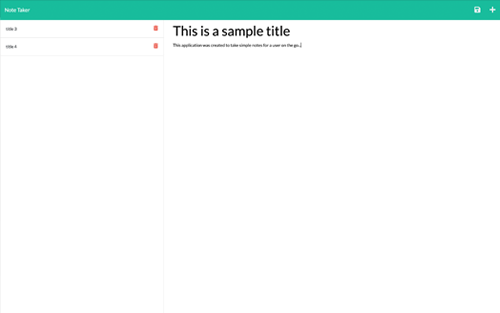 Note Taker
title 3
title 4
This is a sample title
This application was created to take simple notes for a user on the go..